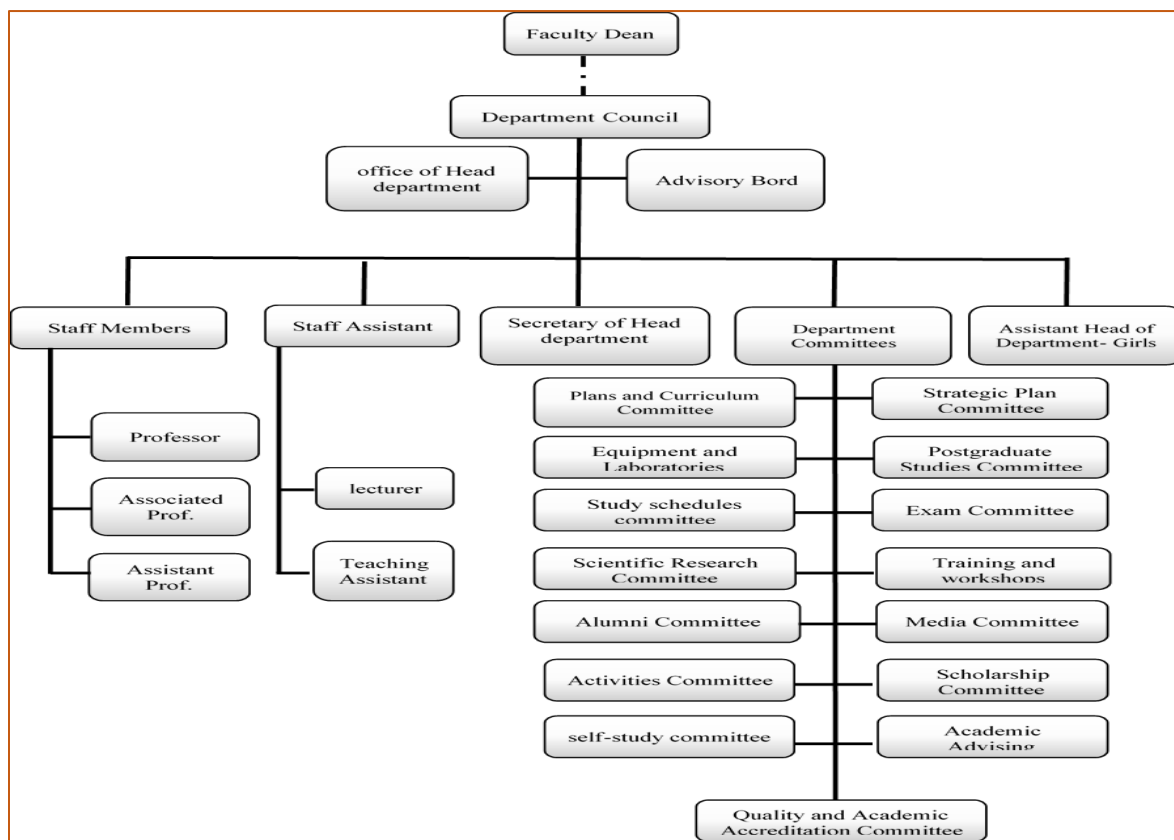 Faculty Dean
Department Council
office of Head
department
Advisory Bord
Staff Members
Staff Assistant
Secretary of Head
department
Department
Committees
Assistant Head of
Department- Girls
Professor
Associated
Prof.
Assistant
Prof.
lecturer
Teaching
Assistant
Plans and Curriculum
Committee
Strategic Plan
Committee
Equipment and
Laboratories
Postgraduate
Studies Committee
Study schedules
committee
Exam Committee
Scientific Research
Committee
Training and
workshops
Alumni Committee
Media Committee
Activities Committee
Scholarship
Committee
self-study committee
Academic
Advising
Quality and Academic
Accreditation Committee